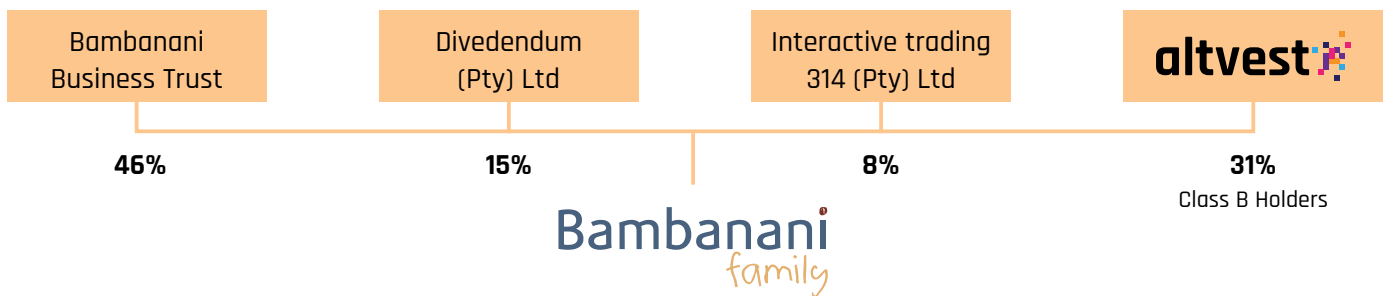 Bambanani
Business Trust
Divedendum
(Pty) Ltd
Interactive trading
314 (Pty) Ltd
altvest
46%
15%
8%
31%
Class B Holders
Bambanani
family